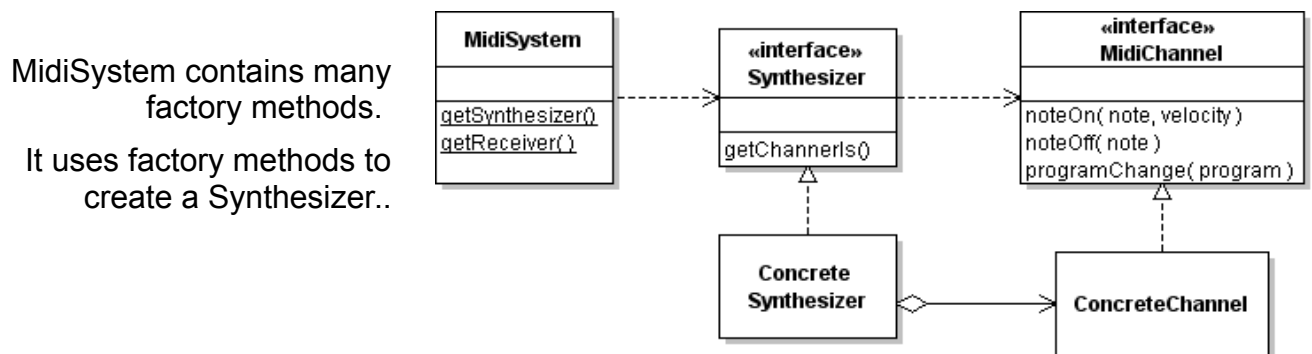 MidiSystem contains many
factory methods.
It uses factory methods to
create a Synthesizer..
MidiSystem
getSynthesizer()
getReceiver( )
«interface»
Synthesizer
getChannerls()
«interface»
MidiChannel
noteOn( note, velocity )
noteOff( note )
programChange( program )
Concrete
Synthesizer
ConcreteChannel